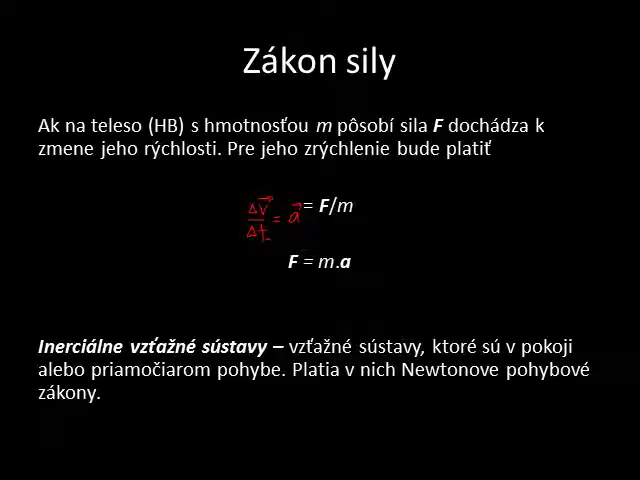 Zákon sily
Ak na teleso (HB) s hmotnosťou m pôsobí sila F dochádza k
zmene jeho rýchlosti. Pre jeho zrýchlenie bude platiť
Δv⃗/Δt = a⃗ = F/m
F = m.a
Inerciálne vzťažné sústavy – vzťažné sústavy, ktoré sú v pokoji
alebo priamočiarom pohybe. Platia v nich Newtonove pohybové
zákony.